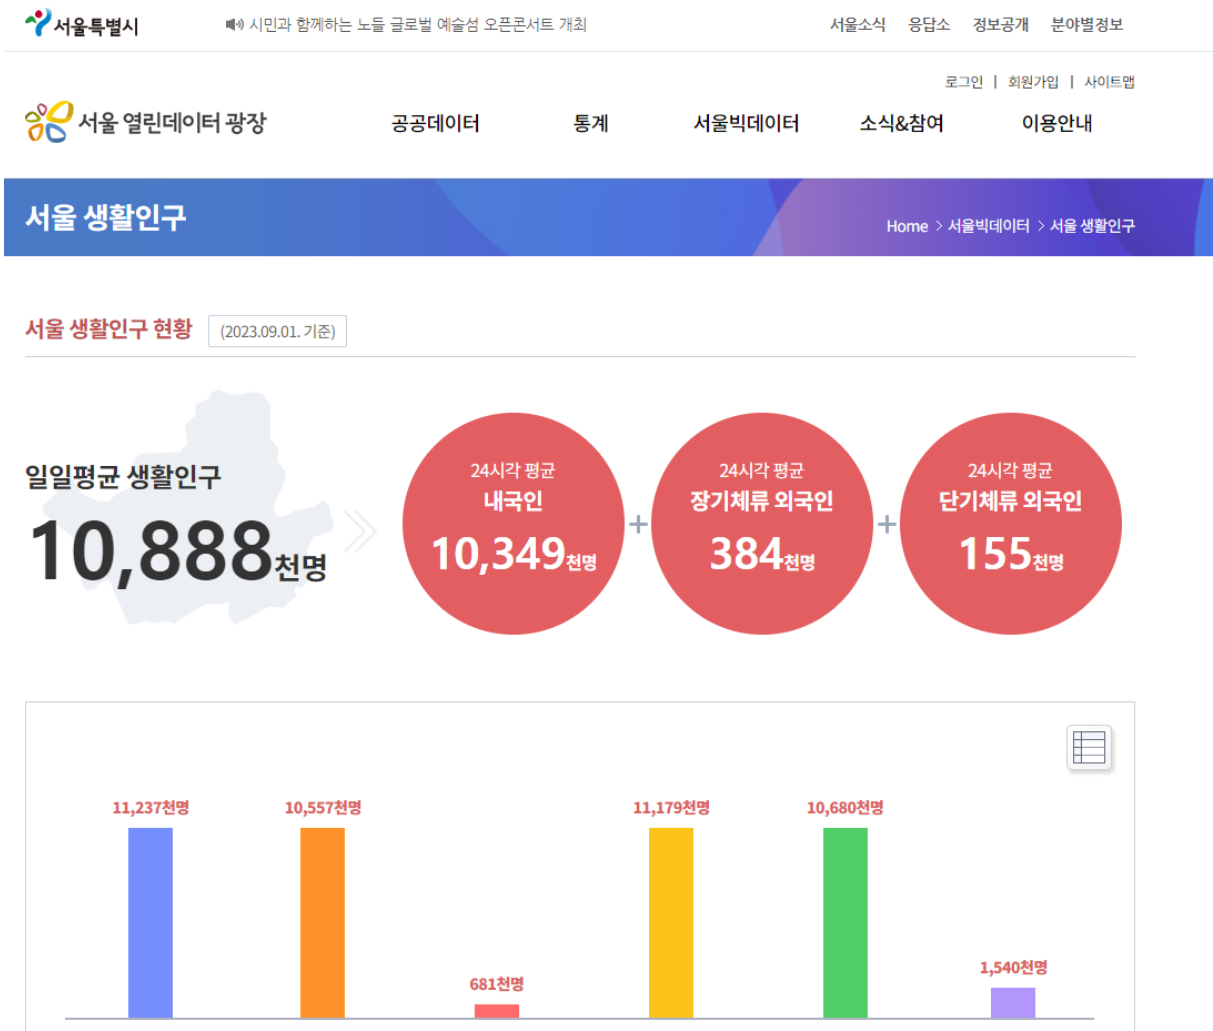 서울특별시
시민과 함께하는 노들 글로벌 예술섬 오픈콘서트 개최
서울소식 응답소 정보공개 분야별정보
로그인 | 회원가입 | 사이트맵
서울 열린데이터 광장
공공데이터 통계 서울빅데이터 소식&참여 이용안내
서울 생활인구
Home > 서울빅데이터 > 서울 생활인구
서울 생활인구 현황 (2023.09.01. 기준)
일일평균 생활인구
10,888천명
24시각 평균
내국인
10,349천명
+
24시각 평균
장기체류 외국인
384천명
+
24시각 평균
단기체류 외국인
155천명
11,237천명 10,557천명 11,179천명 10,680천명
681천명 1,540천명